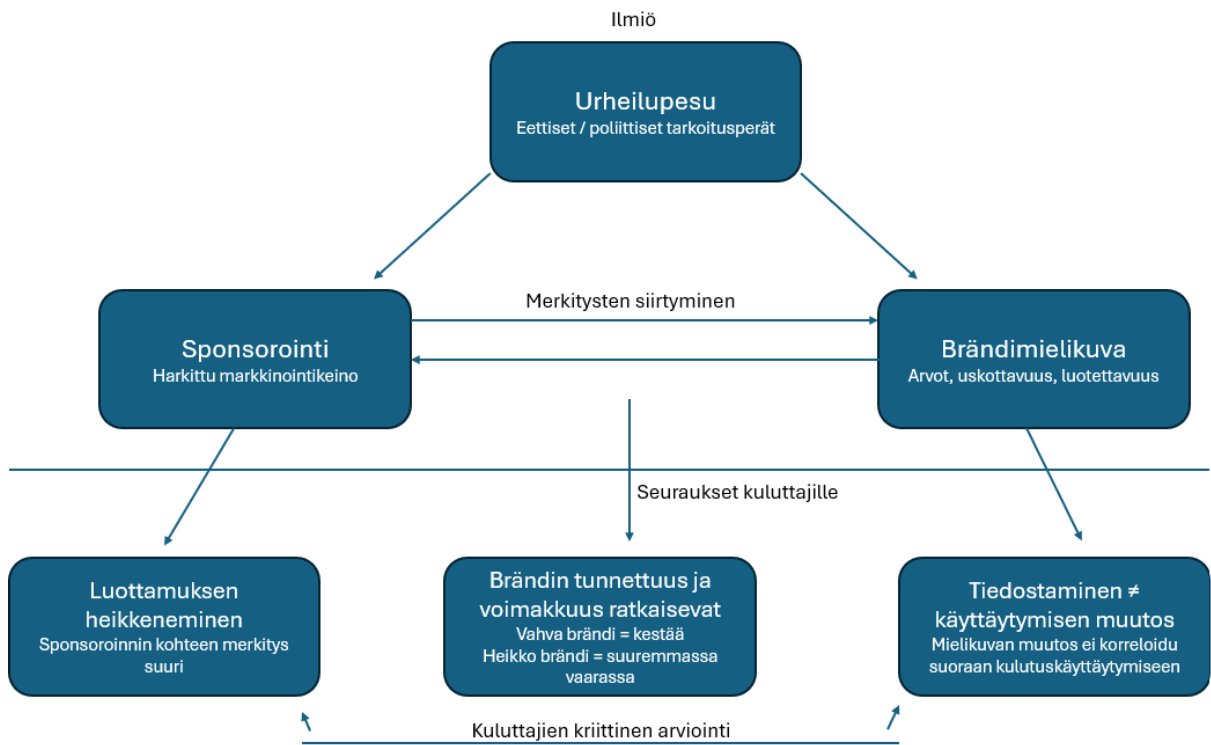 Ilmiö
Urheilupesu
Eettiset / poliittiset tarkoitusperät
Merkitysten siirtyminen
Sponsorointi
Harkittu markkinointikeino
Brändimielikuva
Arvot, uskottavuus, luotettavuus
Seuraukset kuluttajille
Luottamuksen
heikkeneminen
Sponsoroinnin kohteen merkitys
suuri
Brändin tunnettuus ja
voimakkuus ratkaisevat
Vahva brändi = kestää
Heikko brändi = suuremmassa
vaarassa
Tiedostaminen ≠
käyttäytymisen muutos
Mielikuvan muutos ei korreloidu
suoraan kulutuskäyttäytymiseen
Kuluttajien kriittinen arviointi